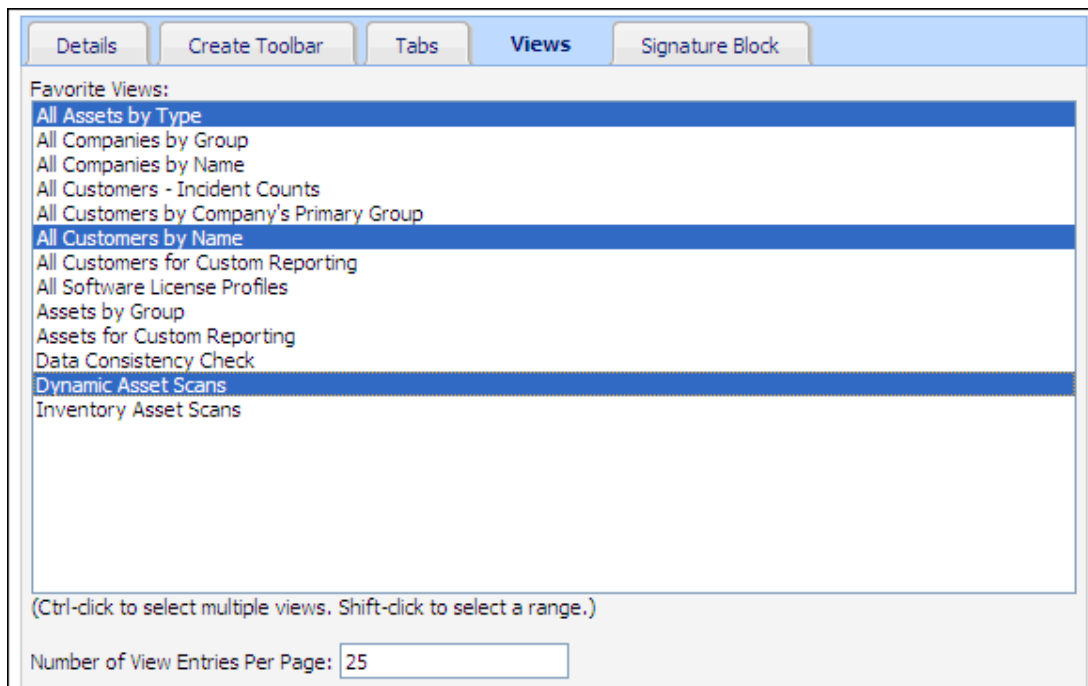 Details Create Toolbar Tabs Views Signature Block
Favorite Views:
All Assets by Type
All Companies by Group
All Companies by Name
All Customers - Incident Counts
All Customers by Company's Primary Group
All Customers by Name
All Customers for Custom Reporting
All Software License Profiles
Assets by Group
Assets for Custom Reporting
Data Consistency Check
Dynamic Asset Scans
Inventory Asset Scans
(Ctrl-click to select multiple views. Shift-click to select a range.)
Number of View Entries Per Page: 25